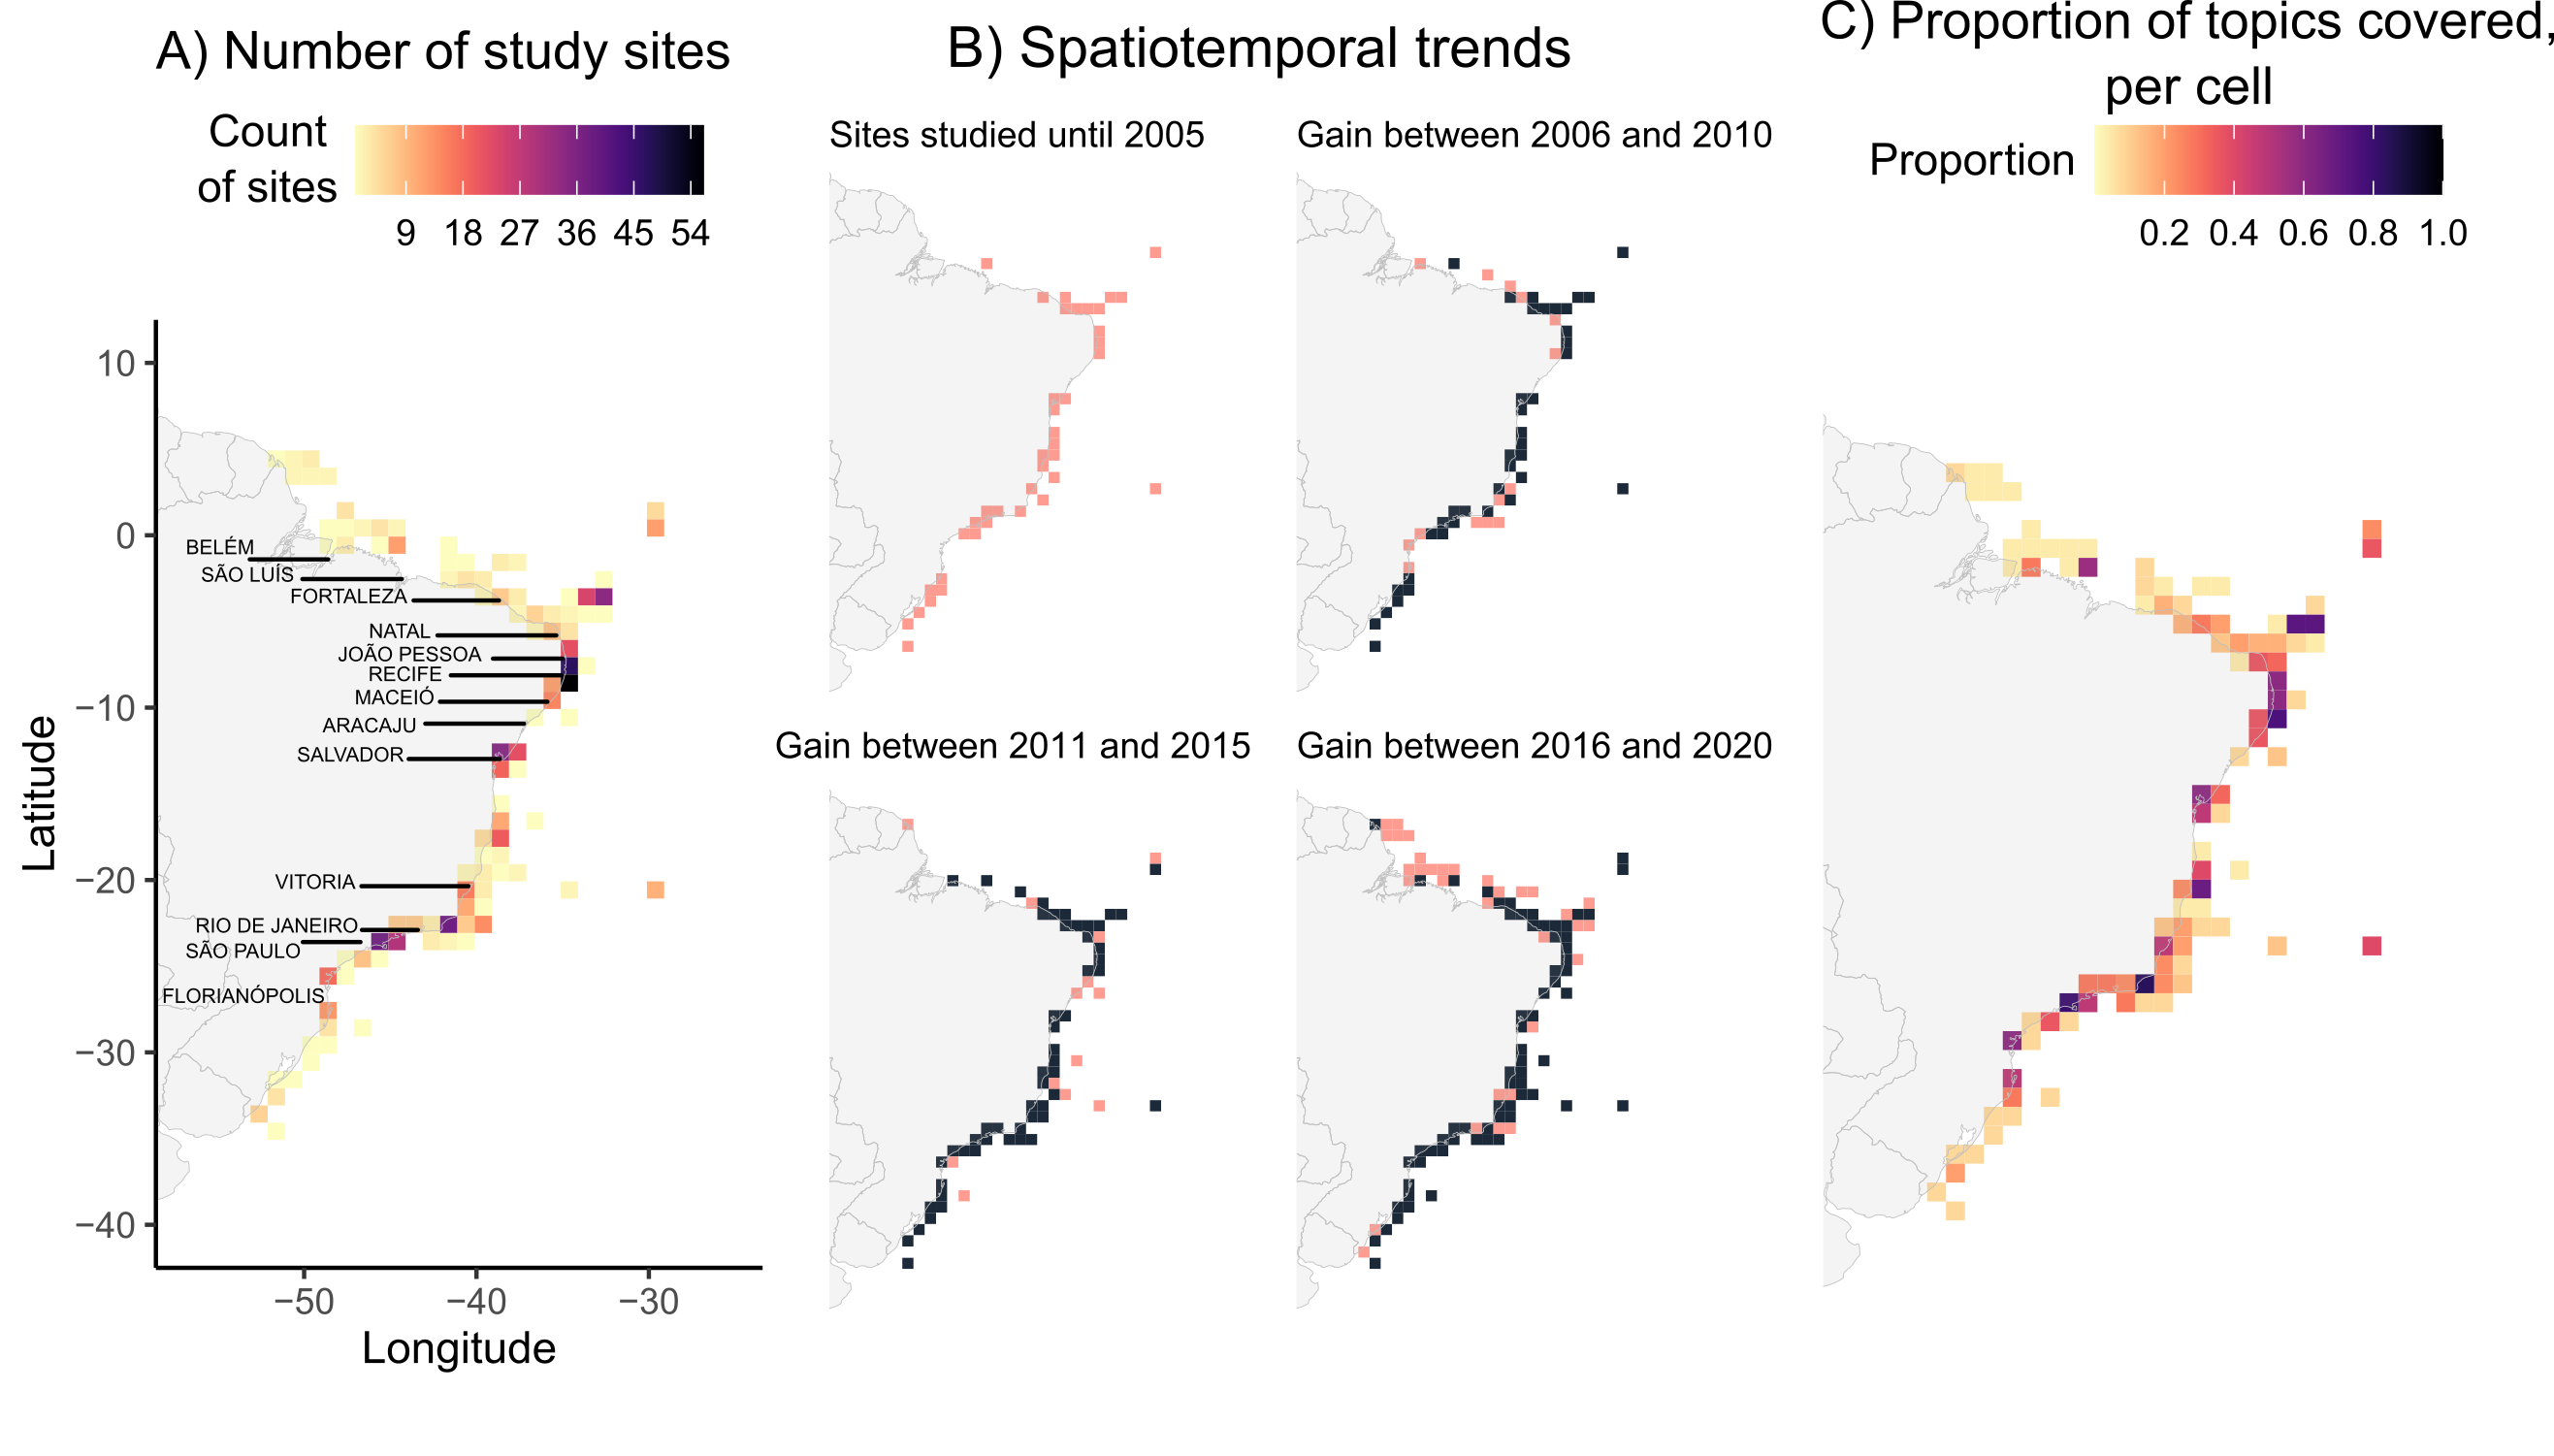 A) Number of study sites
Count
of sites
9 18 27 36 45 54
10
0
−10
−20
−30
−40
Latitude
BELÉM
SÃO LUÍS
FORTALEZA
NATAL
JOÃO PESSOA
RECIFE
MACEIÓ
ARACAJU
SALVADOR
VITORIA
RIO DE JANEIRO
SÃO PAULO
FLORIANÓPOLIS
−50 −40 −30
Longitude
B) Spatiotemporal trends
Sites studied until 2005
Gain between 2006 and 2010
Gain between 2011 and 2015
Gain between 2016 and 2020
C) Proportion of topics covered,
per cell
Proportion
0.2 0.4 0.6 0.8 1.0